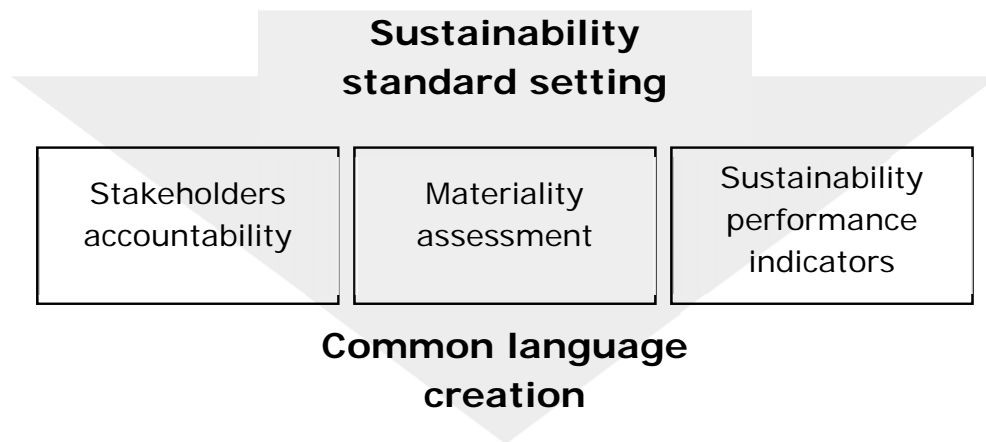 Sustainability
standard setting
Stakeholders
accountability
Materiality
assessment
Sustainability
performance
indicators
Common language
creation